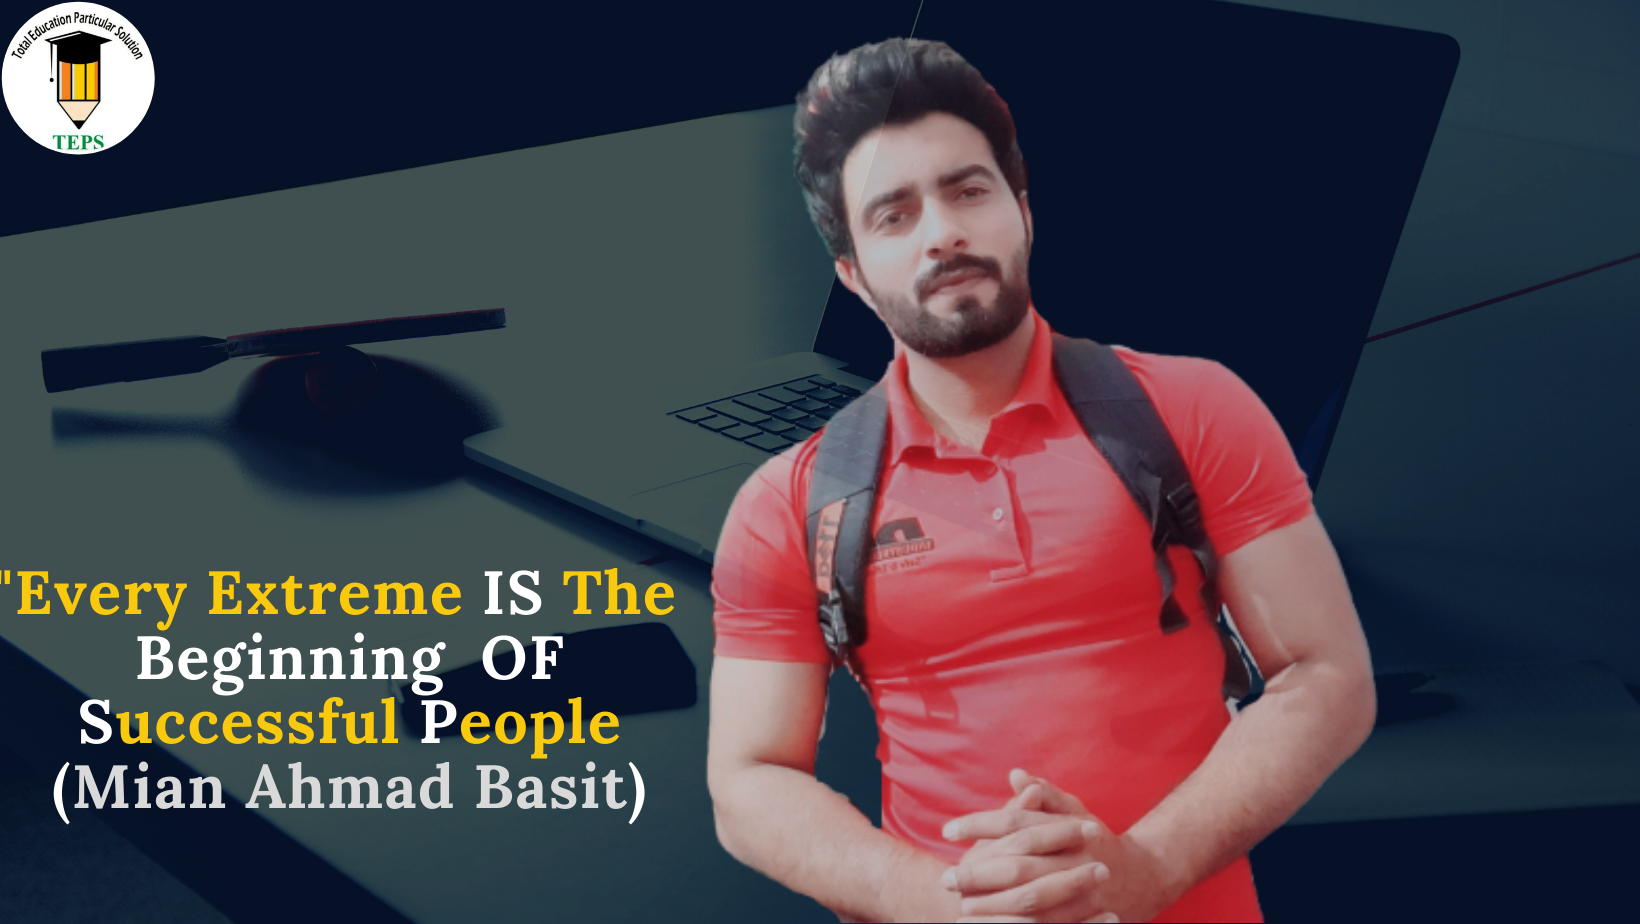 Total Education Particular Solution
TEPS
"Every Extreme IS The
Beginning OF
Successful People
(Mian Ahmad Basit)